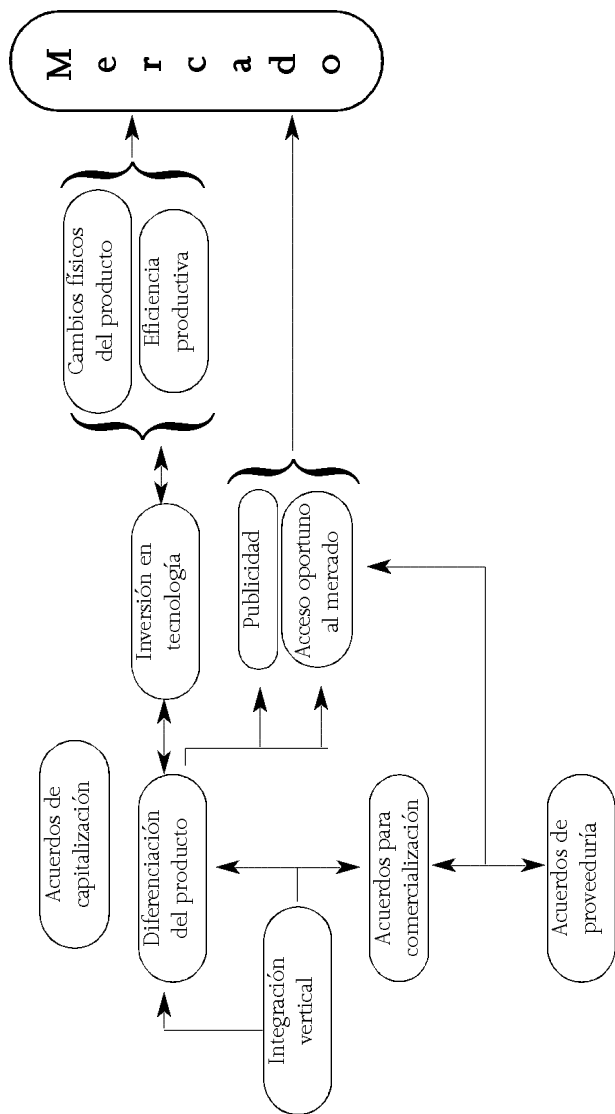 Acuerdos de
capitalización
Diferenciación
del producto
Inversión en
tecnología
Cambios físicos
del producto
Eficiencia
productiva
Mercado
Integración
vertical
Publicidad
Acceso oportuno
al mercado
Acuerdos para
comercialización
Acuerdos de
proveeduría